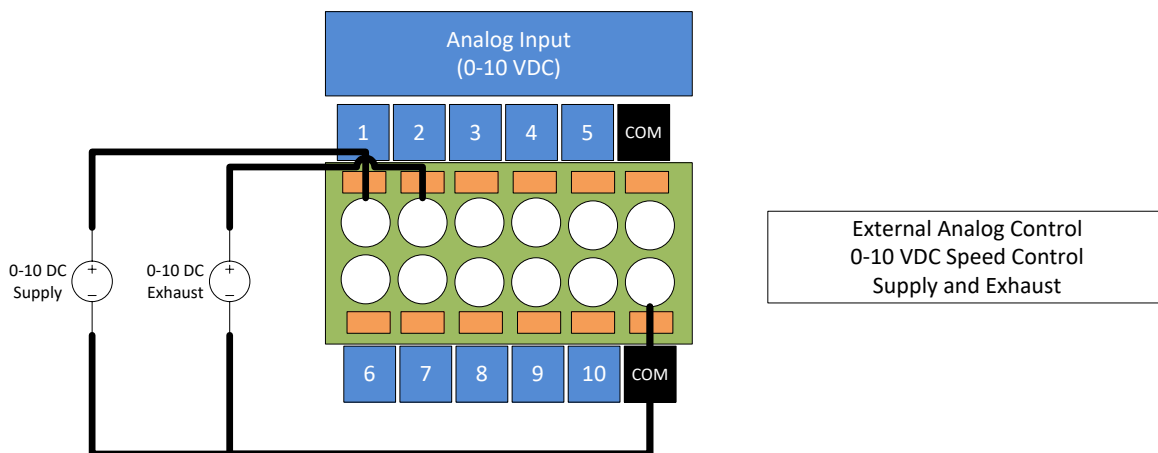 Analog Input
(0-10 VDC)
1 2 3 4 5 COM
0-10 DC
Supply
+
−
0-10 DC
Exhaust
+
−
6 7 8 9 10 COM
External Analog Control
0-10 VDC Speed Control
Supply and Exhaust